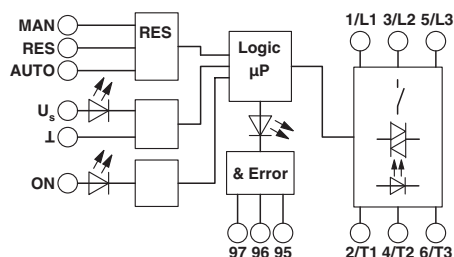 MAN
RES
AUTO
RES
Us
⊥
ON
Logic
µP
& Error
97 96 95
1/L1 3/L2 5/L3
2/T1 4/T2 6/T3